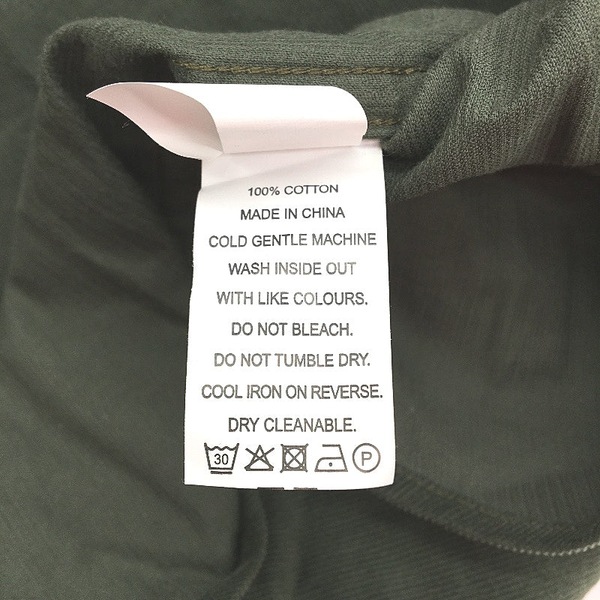 100% COTTON
MADE IN CHINA
COLD GENTLE MACHINE
WASH INSIDE OUT
WITH LIKE COLOURS.
DO NOT BLEACH.
DO NOT TUMBLE DRY.
COOL IRON ON REVERSE.
DRY CLEANABLE.
30 P